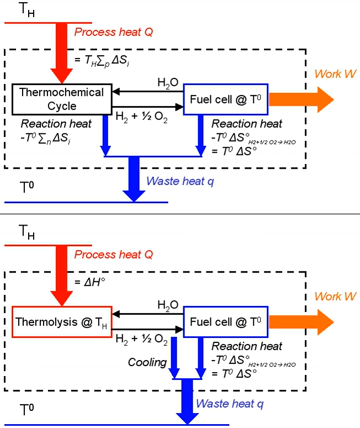 T_H
Process heat Q
= T_H∑_p ΔS_i
H₂O
Thermochemical Cycle
H₂ + ½ O₂
Fuel cell @ T⁰
Work W
Reaction heat
-T⁰∑_n ΔS_i
Reaction heat
-T⁰ ΔS°_H2+1/2 O2→H2O
= T⁰ ΔS°
Waste heat q
T⁰
T_H
Process heat Q
= ΔH°
H₂O
Thermolysis @ T_H
H₂ + ½ O₂
Fuel cell @ T⁰
Work W
Cooling
Reaction heat
-T⁰ ΔS°_H2+1/2 O2→H2O
= T⁰ ΔS°
Waste heat q
T⁰